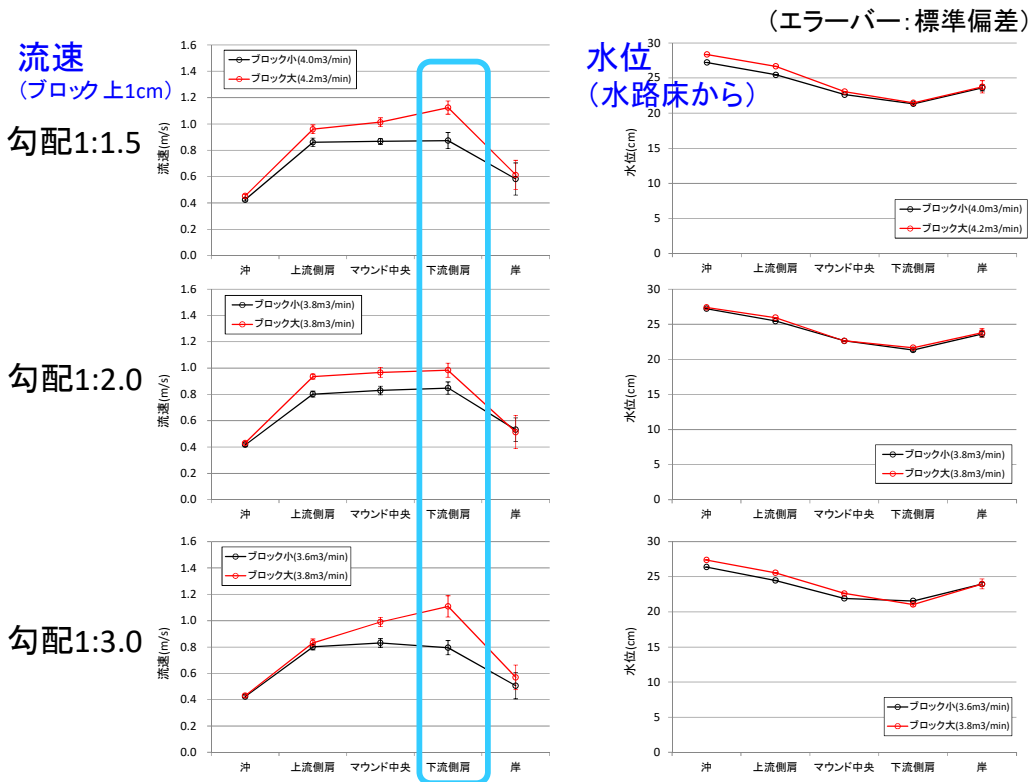 (エラーバー:標準偏差)
流速
(ブロック上1cm)
水位
(水路床から)
勾配1:1.5
流速(m/s)
1.6
1.4
1.2
1.0
0.8
0.6
0.4
0.2
0.0
ブロック小(4.0m3/min)
ブロック大(4.2m3/min)
沖 上流側肩 マウンド中央 下流側肩 岸
水位(cm)
30
25
20
15
10
5
0
ブロック小(4.0m3/min)
ブロック大(4.2m3/min)
沖 上流側肩 マウンド中央 下流側肩 岸
勾配1:2.0
流速(m/s)
1.6
1.4
1.2
1.0
0.8
0.6
0.4
0.2
0.0
ブロック小(3.8m3/min)
ブロック大(3.8m3/min)
沖 上流側肩 マウンド中央 下流側肩 岸
水位(cm)
30
25
20
15
10
5
0
ブロック小(3.8m3/min)
ブロック大(3.8m3/min)
沖 上流側肩 マウンド中央 下流側肩 岸
勾配1:3.0
流速(m/s)
1.6
1.4
1.2
1.0
0.8
0.6
0.4
0.2
0.0
ブロック小(3.6m3/min)
ブロック大(3.8m3/min)
沖 上流側肩 マウンド中央 下流側肩 岸
水位(cm)
30
25
20
15
10
5
0
ブロック小(3.6m3/min)
ブロック大(3.8m3/min)
沖 上流側肩 マウンド中央 下流側肩 岸